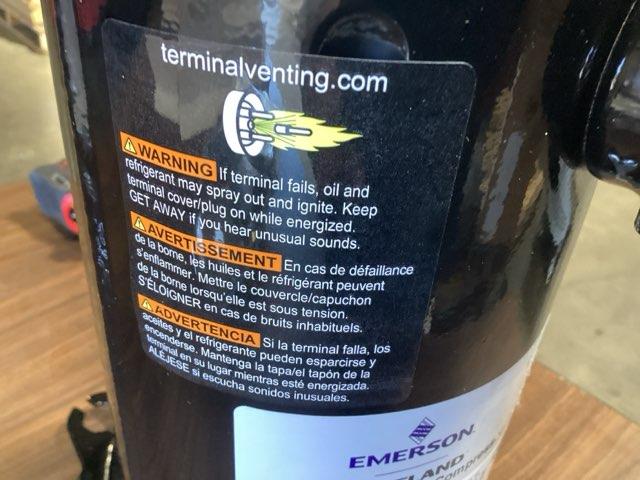 terminalventing.com
WARNING If terminal fails, oil and
refrigerant may spray out and ignite. Keep
terminal cover/plug on while energized.
GET AWAY if you hear unusual sounds.
AVERTISSEMENT En cas de défaillance
de la borne, les huiles et le réfrigérant peuvent
s'enflammer. Mettre le couvercle/capuchon
de la borne lorsqu'elle est sous tension.
S'ÉLOIGNER en cas de bruits inhabituels.
ADVERTENCIA Si la terminal falla, los
aceites y el refrigerante pueden esparcirse y
encenderse. Mantenga la tapa/el tapón de la
terminal en su lugar mientras esté energizada.
ALÉJESE si escucha sonidos inusuales.
EMERSON